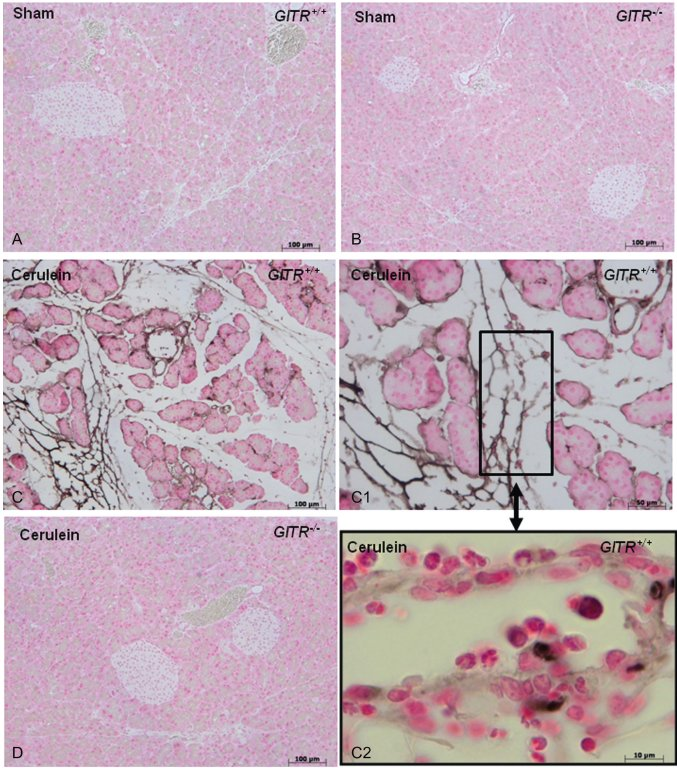 Sham GITR+/+
A 100 µm
Sham GITR-/-
B 100 µm
Cerulein GITR+/+
C 100 µm
Cerulein GITR+/+
C1 50 µm
Cerulein GITR-/-
D 100 µm
Cerulein GITR+/+
C2 10 µm